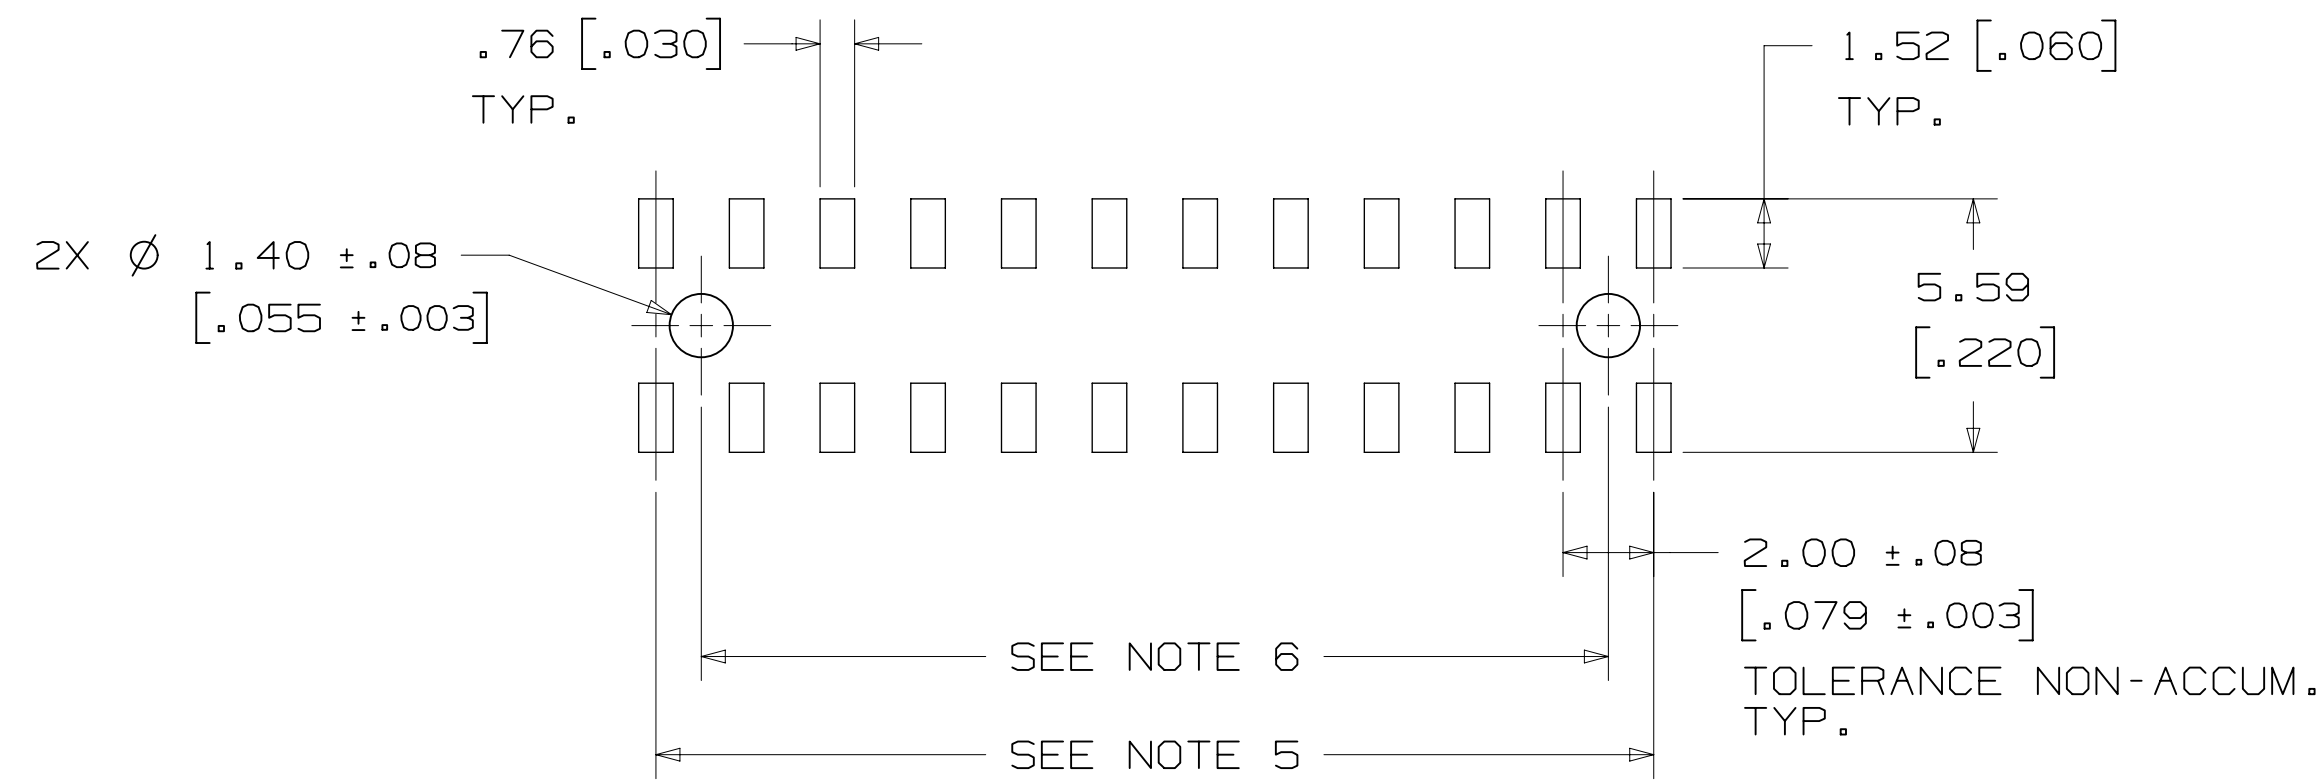 .76 [.030]
TYP.
1.52 [.060]
TYP.
2X Ø 1.40 ±.08
[.055 ±.003]
5.59
[.220]
2.00 ±.08
[.079 ±.003]
TOLERANCE NON-ACCUM.
TYP.
SEE NOTE 6
SEE NOTE 5